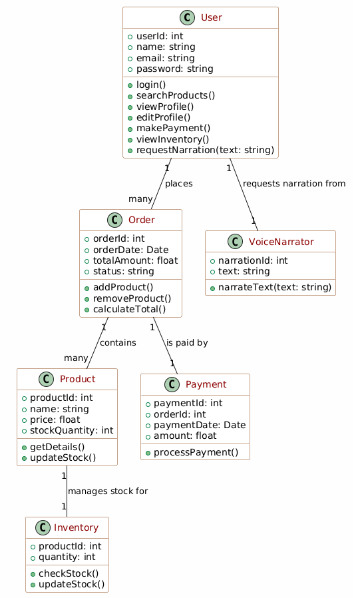 C User
userId: int
name: string
email: string
password: string
login()
searchProducts()
viewProfile()
editProfile()
makePayment()
viewInventory()
requestNarration(text: string)
1
1
places
requests narration from
many
1
C Order
orderId: int
orderDate: Date
totalAmount: float
status: string
addProduct()
removeProduct()
calculateTotal()
C VoiceNarrator
narrationId: int
text: string
narrateText(text: string)
1
1
contains
is paid by
many
1
C Product
productId: int
name: string
price: float
stockQuantity: int
getDetails()
updateStock()
C Payment
paymentId: int
orderId: int
paymentDate: Date
amount: float
processPayment()
1
manages stock for
1
C Inventory
productId: int
quantity: int
checkStock()
updateStock()